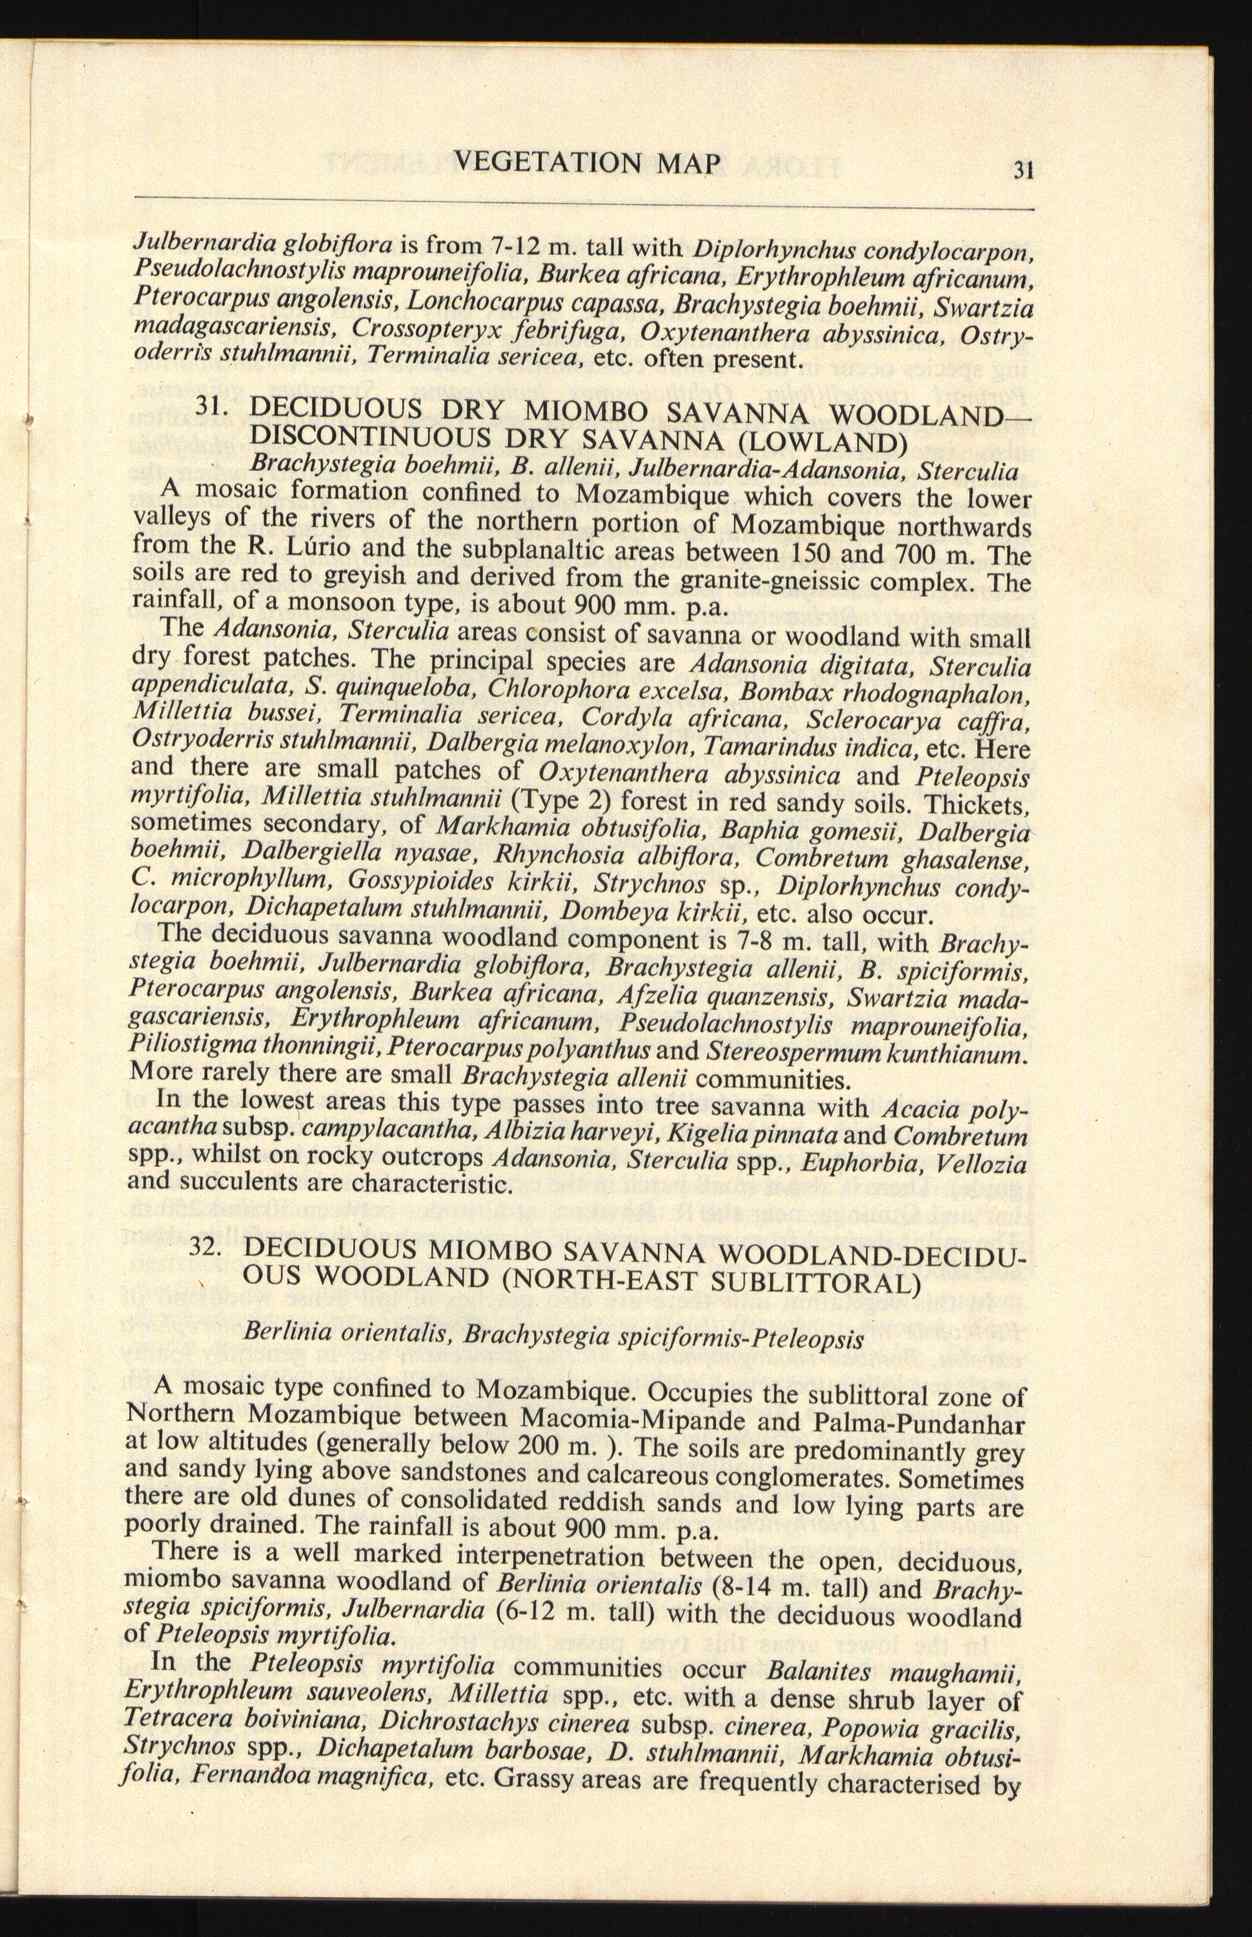 VEGETATION MAP 31
Julbernardia globiflora is from 7-12 m. tall with Diplorhynchus condylocarpon,
Pseudolachnostylis maprouneifolia, Burkea africana, Erythrophleum africanum,
Pterocarpus angolensis, Lonchocarpus capassa, Brachystegia boehmii, Swartzia
madagascariensis, Crossopteryx febrifuga, Oxytenanthera abyssinica, Ostry-
oderris stuhlmannii, Terminalia sericea, etc. often present.
31. DECIDUOUS DRY MIOMBO SAVANNA WOODLAND—
DISCONTINUOUS DRY SAVANNA (LOWLAND)
Brachystegia boehmii, B. allenii, Julbernardia-Adansonia, Sterculia
A mosaic formation confined to Mozambique which covers the lower
valleys of the rivers of the northern portion of Mozambique northwards
from the R. Lúrio and the subplanaltic areas between 150 and 700 m. The
soils are red to greyish and derived from the granite-gneissic complex. The
rainfall, of a monsoon type, is about 900 mm. p.a.
The Adansonia, Sterculia areas consist of savanna or woodland with small
dry forest patches. The principal species are Adansonia digitata, Sterculia
appendiculata, S. quinqueloba, Chlorophora excelsa, Bombax rhodognaphalon,
Millettia bussei, Terminalia sericea, Cordyla africana, Sclerocarya caffra,
Ostryoderris stuhlmannii, Dalbergia melanoxylon, Tamarindus indica, etc. Here
and there are small patches of Oxytenanthera abyssinica and Pteleopsis
myrtifolia, Millettia stuhlmannii (Type 2) forest in red sandy soils. Thickets,
sometimes secondary, of Markhamia obtusifolia, Baphia gomesii, Dalbergia
boehmii, Dalbergiella nyasae, Rhynchosia albiflora, Combretum ghasalense,
C. microphyllum, Gossypioides kirkii, Strychnos sp., Diplorhynchus condy-
locarpon, Dichapetalum stuhlmannii, Dombeya kirkii, etc. also occur.
The deciduous savanna woodland component is 7-8 m. tall, with Brachy-
stegia boehmii, Julbernardia globiflora, Brachystegia allenii, B. spiciformis,
Pterocarpus angolensis, Burkea africana, Afzelia quanzensis, Swartzia mada-
gascariensis, Erythrophleum africanum, Pseudolachnostylis maprouneifolia,
Piliostigma thonningii, Pterocarpus polyanthus and Stereospermum kunthianum.
More rarely there are small Brachystegia allenii communities.
In the lowest areas this type passes into tree savanna with Acacia poly-
acantha subsp. campylacantha, Albizia harveyi, Kigelia pinnata and Combretum
spp., whilst on rocky outcrops Adansonia, Sterculia spp., Euphorbia, Vellozia
and succulents are characteristic.
32. DECIDUOUS MIOMBO SAVANNA WOODLAND-DECIDU-
OUS WOODLAND (NORTH-EAST SUBLITTORAL)
Berlinia orientalis, Brachystegia spiciformis-Pteleopsis
A mosaic type confined to Mozambique. Occupies the sublittoral zone of
Northern Mozambique between Macomia-Mipande and Palma-Pundanhar
at low altitudes (generally below 200 m. ). The soils are predominantly grey
and sandy lying above sandstones and calcareous conglomerates. Sometimes
there are old dunes of consolidated reddish sands and low lying parts are
poorly drained. The rainfall is about 900 mm. p.a.
There is a well marked interpenetration between the open, deciduous,
miombo savanna woodland of Berlinia orientalis (8-14 m. tall) and Brachy-
stegia spiciformis, Julbernardia (6-12 m. tall) with the deciduous woodland
of Pteleopsis myrtifolia.
In the Pteleopsis myrtifolia communities occur Balanites maughamii,
Erythrophleum sauveolens, Millettia spp., etc. with a dense shrub layer of
Tetracera boiviniana, Dichrostachys cinerea subsp. cinerea, Popowia gracilis,
Strychnos spp., Dichapetalum barbosae, D. stuhlmannii, Markhamia obtusi-
folia, Fernandoa magnifica, etc. Grassy areas are frequently characterised by